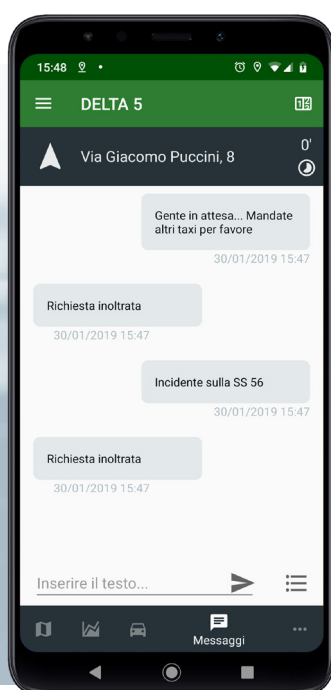 15:48
DELTA 5
Via Giacomo Puccini, 8
0'
Gente in attesa... Mandate
altri taxi per favore
30/01/2019 15:47
Richiesta inoltrata
30/01/2019 15:47
Incidente sulla SS 56
30/01/2019 15:47
Richiesta inoltrata
30/01/2019 15:47
Inserire il testo...
Messaggi